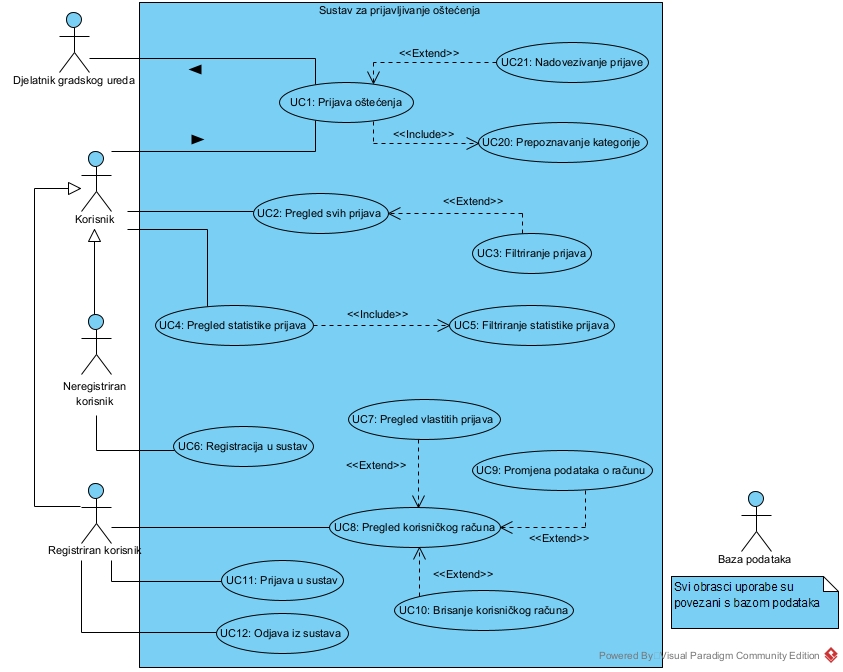 Sustav za prijavljivanje oštećenja
Djelatnik gradskog ureda
<<Extend>>
UC21: Nadovezivanje prijave
UC1: Prijava oštećenja
<<Include>>
UC20: Prepoznavanje kategorije
Korisnik
UC2: Pregled svih prijava
<<Extend>>
UC3: Filtriranje prijava
UC4: Pregled statistike prijava
<<Include>>
UC5: Filtriranje statistike prijava
Neregistriran
korisnik
UC6: Registracija u sustav
UC7: Pregled vlastitih prijava
<<Extend>>
UC9: Promjena podataka o računu
Registriran korisnik
UC8: Pregled korisničkog računa
<<Extend>>
UC11: Prijava u sustav
<<Extend>>
UC10: Brisanje korisničkog računa
UC12: Odjava iz sustava
Baza podataka
Svi obrasci uporabe su
povezani s bazom podataka
Powered By Visual Paradigm Community Edition